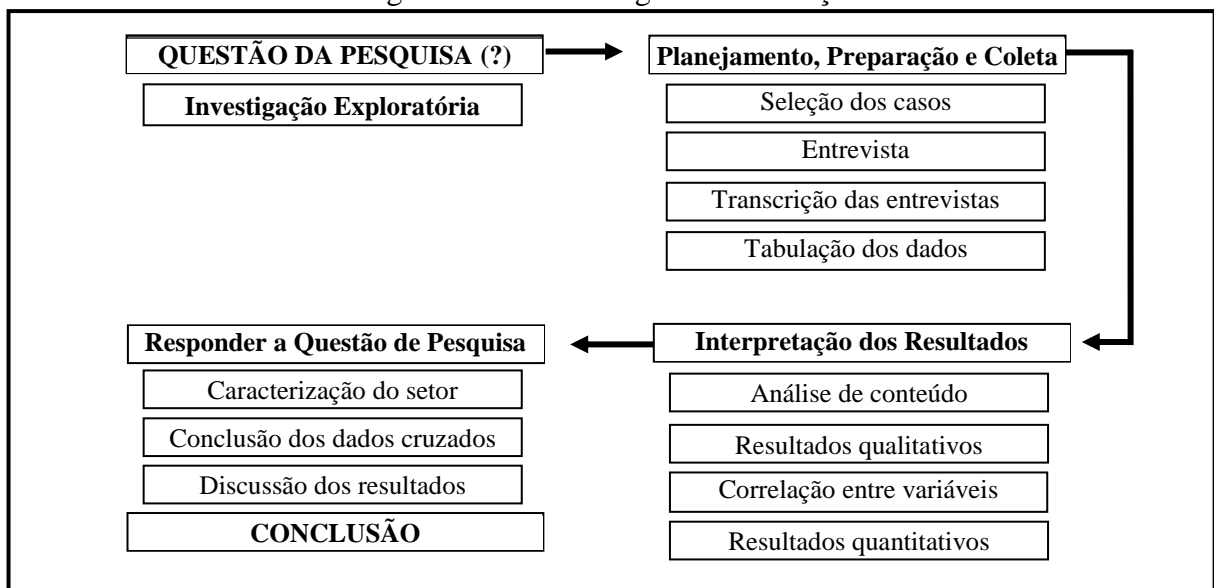 QUESTÃO DA PESQUISA (?)
Investigação Exploratória
Planejamento, Preparação e Coleta
Seleção dos casos
Entrevista
Transcrição das entrevistas
Tabulação dos dados
Interpretação dos Resultados
Análise de conteúdo
Resultados qualitativos
Correlação entre variáveis
Resultados quantitativos
Responder a Questão de Pesquisa
Caracterização do setor
Conclusão dos dados cruzados
Discussão dos resultados
CONCLUSÃO